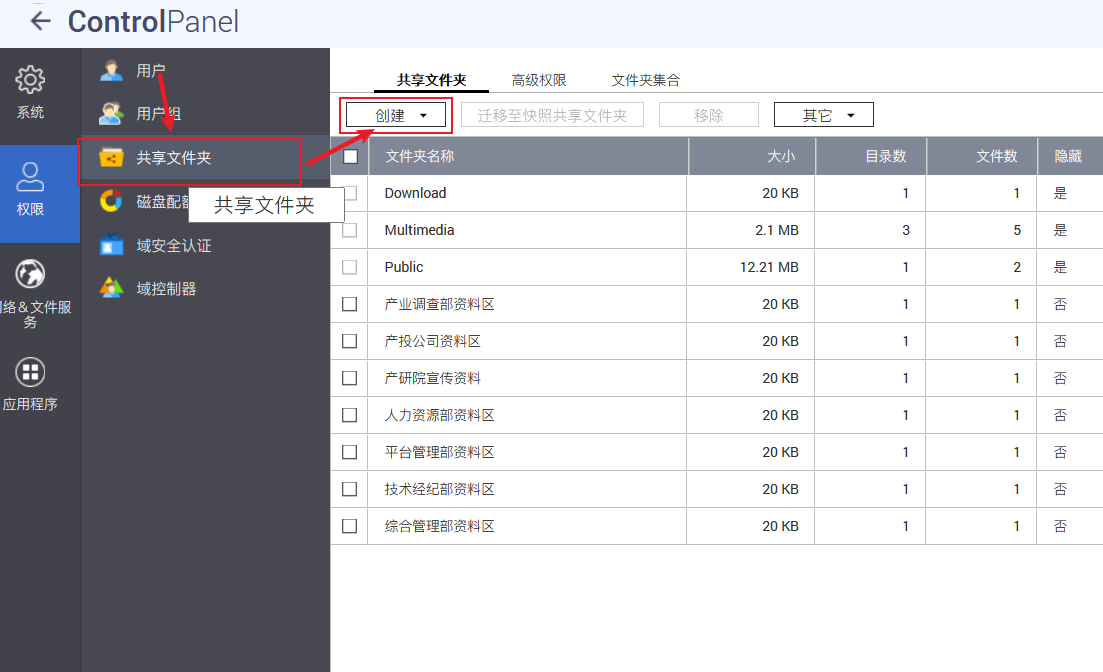 ControlPanel
系统
权限
络＆文件服
务
应用程序
用户
用户组
共享文件夹
磁盘配额
共享文件夹
域安全认证
域控制器
共享文件夹 高级权限 文件夹集合
创建 迁移至快照共享文件夹 移除 其它
文件夹名称 大小 目录数 文件数 隐藏
Download 20 KB 1 1 是
Multimedia 2.1 MB 3 5 是
Public 12.21 MB 1 2 是
产业调查部资料区 20 KB 1 1 否
产投公司资料区 20 KB 1 1 否
产研院宣传资料 20 KB 1 1 否
人力资源部资料区 20 KB 1 1 否
平台管理部资料区 20 KB 1 1 否
技术经纪部资料区 20 KB 1 1 否
综合管理部资料区 20 KB 1 1 否